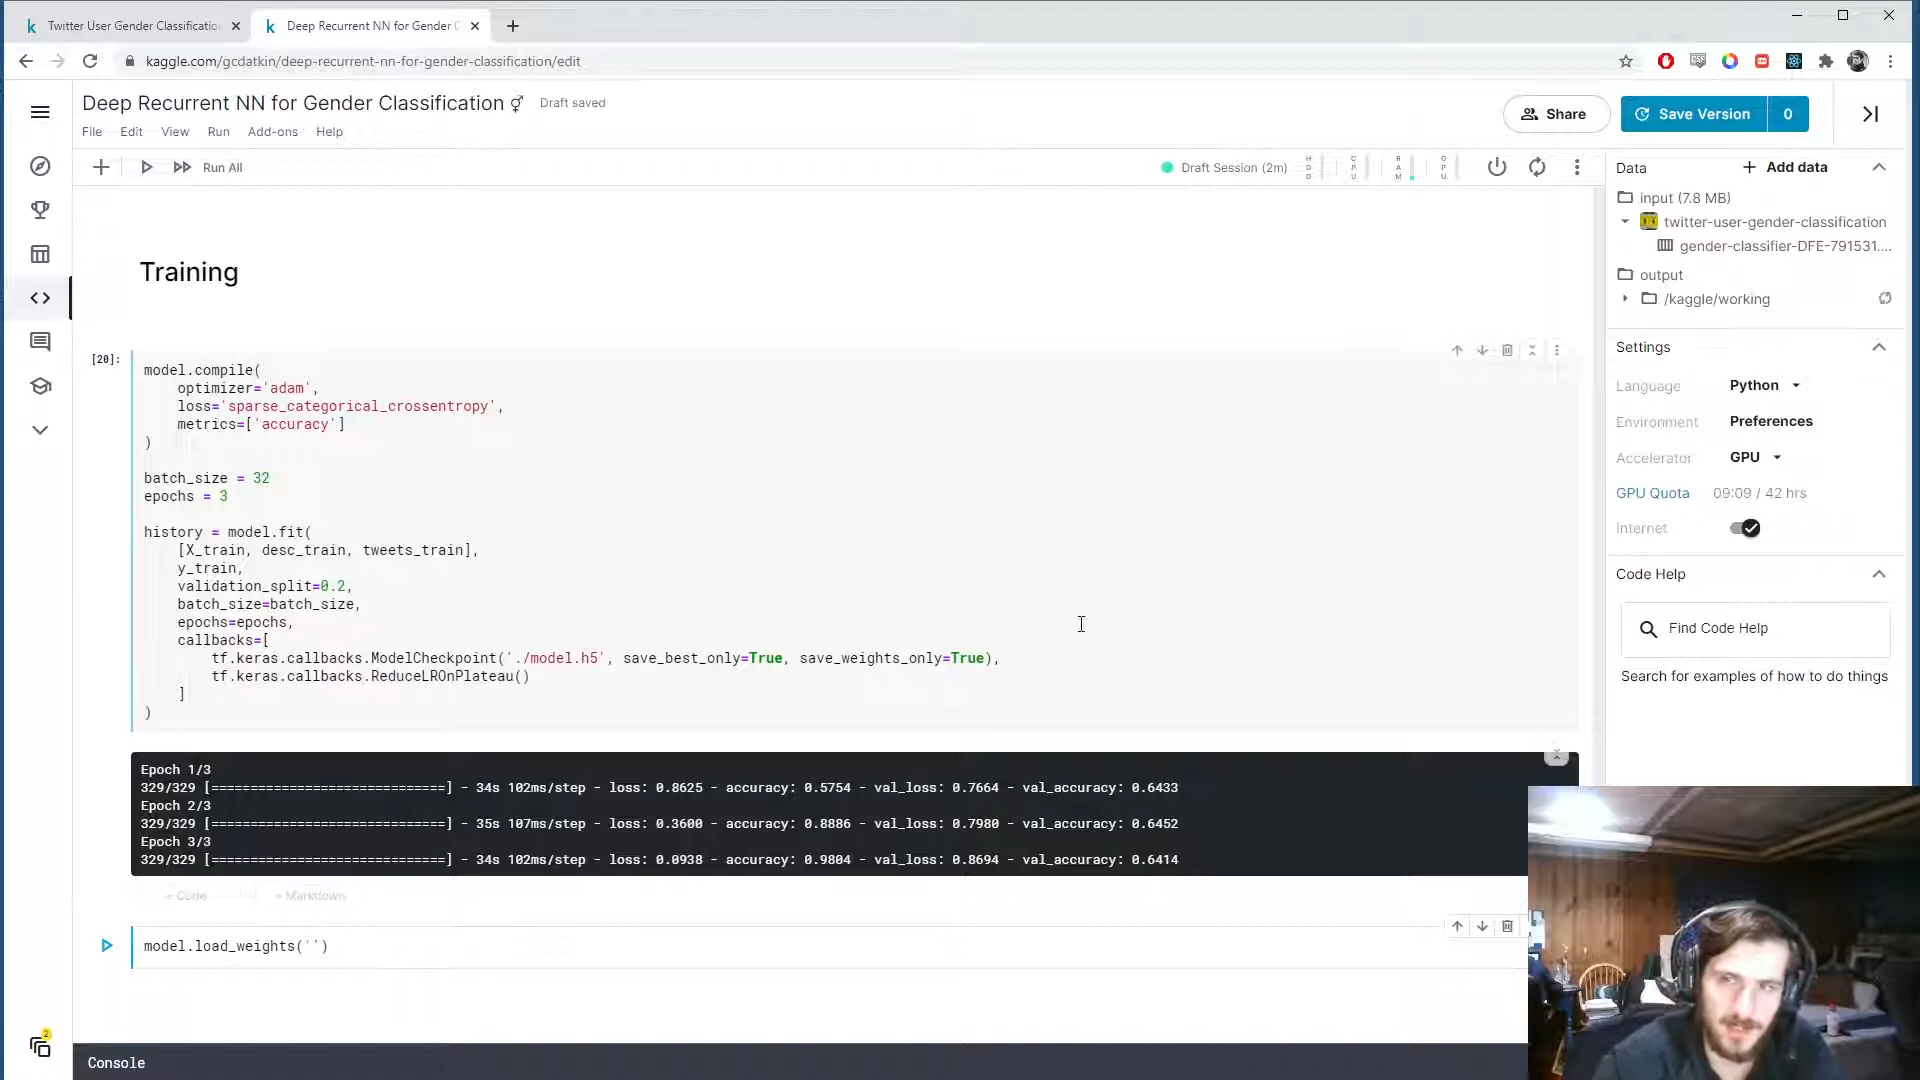 Twitter User Gender Classificatio
Deep Recurrent NN for Gender C
kaggle.com/gcdatkin/deep-recurrent-nn-for-gender-classification/edit
Deep Recurrent NN for Gender Classification ⚥ Draft saved
Share
Save Version 0
File Edit View Run Add-ons Help
Run All
Draft Session (2m)
HDD
CPU
RAM
GPU
Data
Add data
input (7.8 MB)
twitter-user-gender-classification
gender-classifier-DFE-791531....
output
/kaggle/working
Training
Settings
Language Python
Environment Preferences
Accelerator GPU
GPU Quota 09:09 / 42 hrs
Internet
Code Help
Find Code Help
Search for examples of how to do things
[20]:
model.compile(
    optimizer='adam',
    loss='sparse_categorical_crossentropy',
    metrics=['accuracy']
)
batch_size = 32
epochs = 3
history = model.fit(
    [X_train, desc_train, tweets_train],
    y_train,
    validation_split=0.2,
    batch_size=batch_size,
    epochs=epochs,
    callbacks=[
        tf.keras.callbacks.ModelCheckpoint('./model.h5', save_best_only=True, save_weights_only=True),
        tf.keras.callbacks.ReduceLROnPlateau()
    ]
)
Epoch 1/3
329/329 [==============================] - 34s 102ms/step - loss: 0.8625 - accuracy: 0.5754 - val_loss: 0.7664 - val_accuracy: 0.6433
Epoch 2/3
329/329 [==============================] - 35s 107ms/step - loss: 0.3600 - accuracy: 0.8886 - val_loss: 0.7980 - val_accuracy: 0.6452
Epoch 3/3
329/329 [==============================] - 34s 102ms/step - loss: 0.0938 - accuracy: 0.9804 - val_loss: 0.8694 - val_accuracy: 0.6414
+ Code + Markdown
model.load_weights('')
2
Console